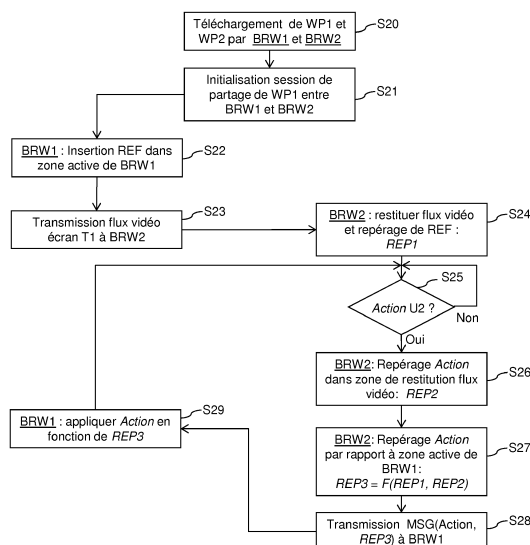 Téléchargement de WP1 et
WP2 par BRW1 et BRW2
S20
Initialisation session de
partage de WP1 entre
BRW1 et BRW2
S21
BRW1 : Insertion REF dans
zone active de BRW1
S22
Transmission flux vidéo
écran T1 à BRW2
S23
BRW2 : restituer flux vidéo
et repérage de REF :
REP1
S24
S25
Action U2 ?
Non
Oui
BRW2: Repérage Action
dans zone de restitution flux
vidéo: REP2
S26
BRW1 : appliquer Action en
fonction de REP3
S29
BRW2: Repérage Action
par rapport à zone active de
BRW1:
REP3 = F(REP1, REP2)
S27
Transmission MSG(Action,
REP3) à BRW1
S28